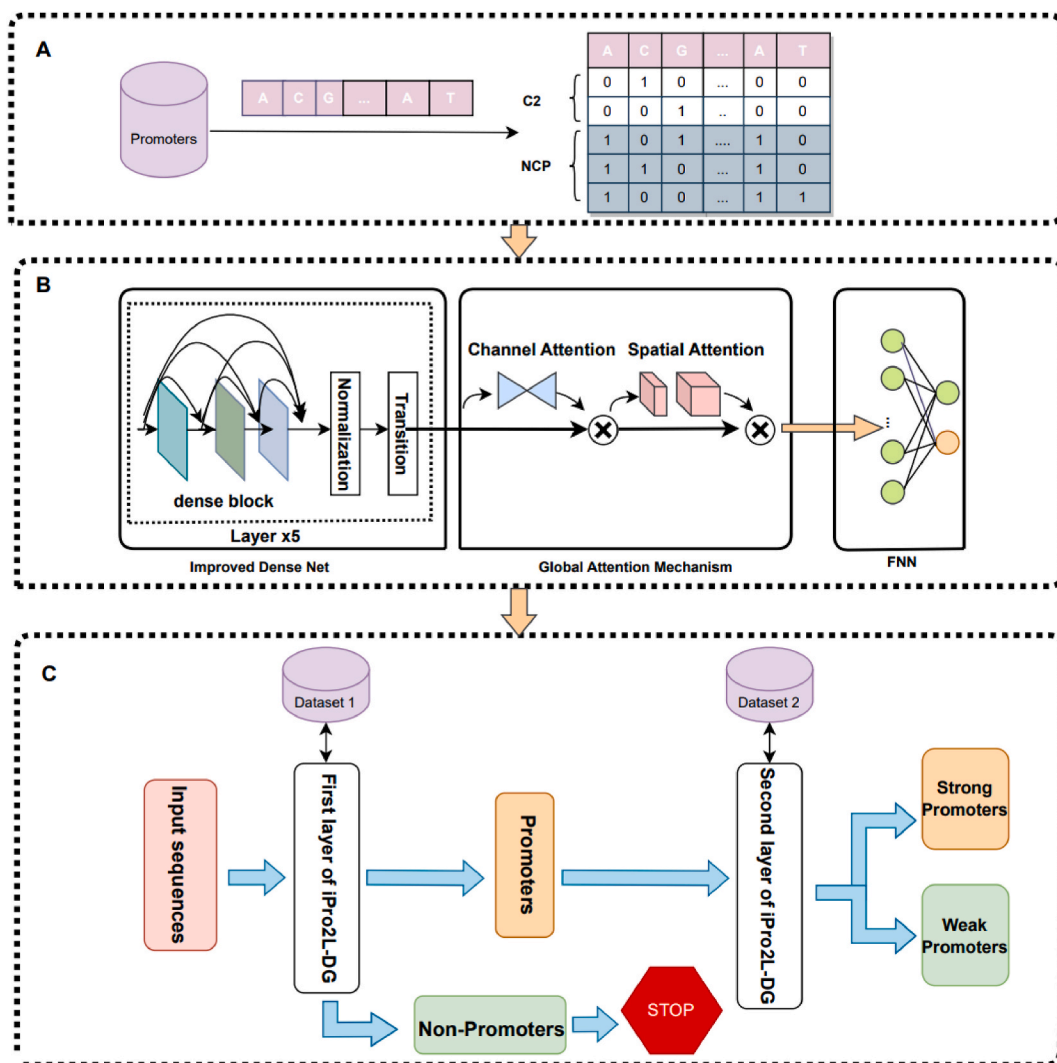 A
Promoters
A C G ... A T
A C G ... A T
C2
0 1 0 ... 0 0
0 0 1 .. 0 0
NCP
1 0 1 .... 1 0
1 1 0 ... 1 0
1 0 0 ... 1 1
B
Channel Attention
Spatial Attention
Normalization
Transition
dense block
Layer x5
...
Improved Dense Net
Global Attention Mechanism
FNN
C
Dataset 1
Dataset 2
Input sequences
First layer of iPro2L-DG
Promoters
Second layer of iPro2L-DG
Strong
Promoters
Weak
Promoters
Non-Promoters
STOP